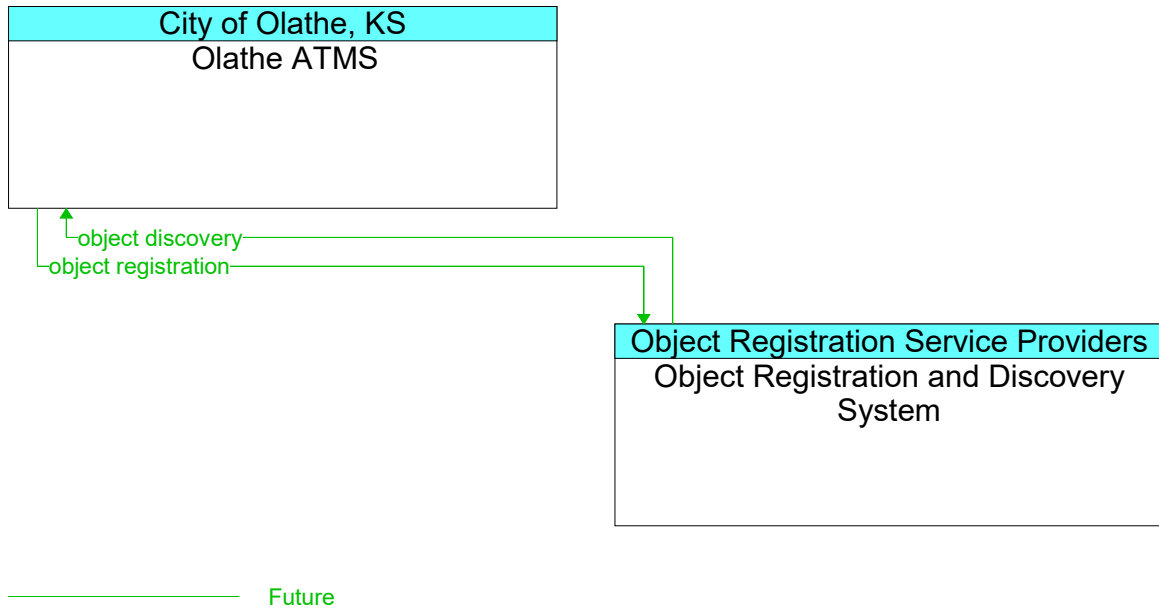 City of Olathe, KS
Olathe ATMS
object discovery
object registration
Object Registration Service Providers
Object Registration and Discovery
System
Future